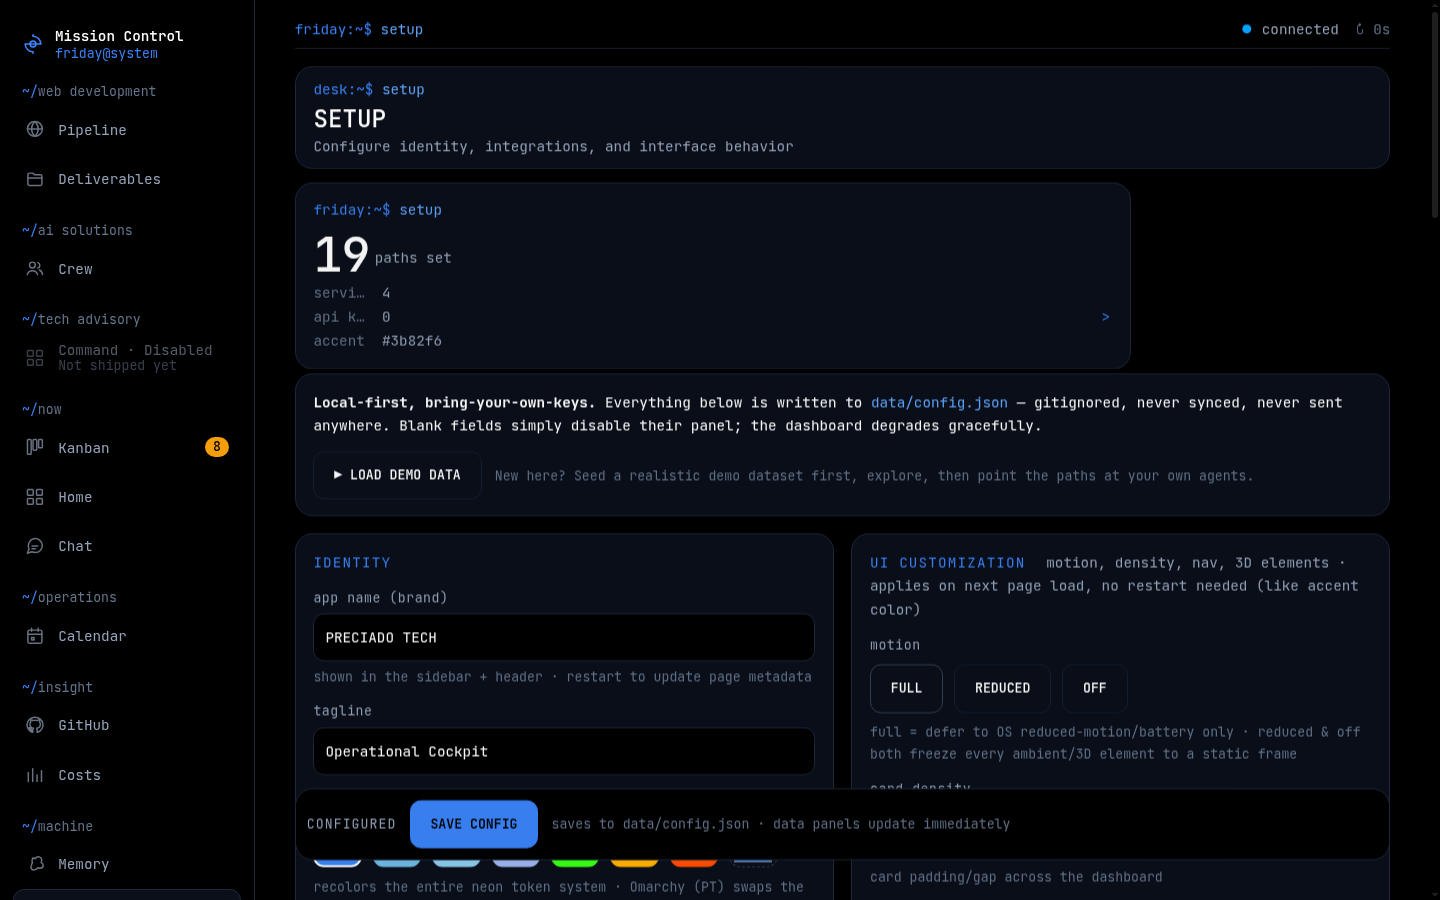 Mission Control
friday@system
~/web development
Pipeline
Deliverables
~/ai solutions
Crew
~/tech advisory
Command · Disabled
Not shipped yet
~/now
Kanban
8
Home
Chat
~/operations
Calendar
~/insight
GitHub
Costs
~/machine
Memory
friday:~$ setup
connected
0s
desk:~$ setup
SETUP
Configure identity, integrations, and interface behavior
friday:~$ setup
19 paths set
servi… 4
api k… 0
accent #3b82f6
>
Local-first, bring-your-own-keys. Everything below is written to data/config.json — gitignored, never synced, never sent
anywhere. Blank fields simply disable their panel; the dashboard degrades gracefully.
▶ LOAD DEMO DATA
New here? Seed a realistic demo dataset first, explore, then point the paths at your own agents.
IDENTITY
app name (brand)
PRECIADO TECH
shown in the sidebar + header · restart to update page metadata
tagline
Operational Cockpit
recolors the entire neon token system · Omarchy (PT) swaps the
UI CUSTOMIZATION motion, density, nav, 3D elements ·
applies on next page load, no restart needed (like accent
color)
motion
FULL
REDUCED
OFF
full = defer to OS reduced-motion/battery only · reduced & off
both freeze every ambient/3D element to a static frame
card density
card padding/gap across the dashboard
CONFIGURED
SAVE CONFIG
saves to data/config.json · data panels update immediately